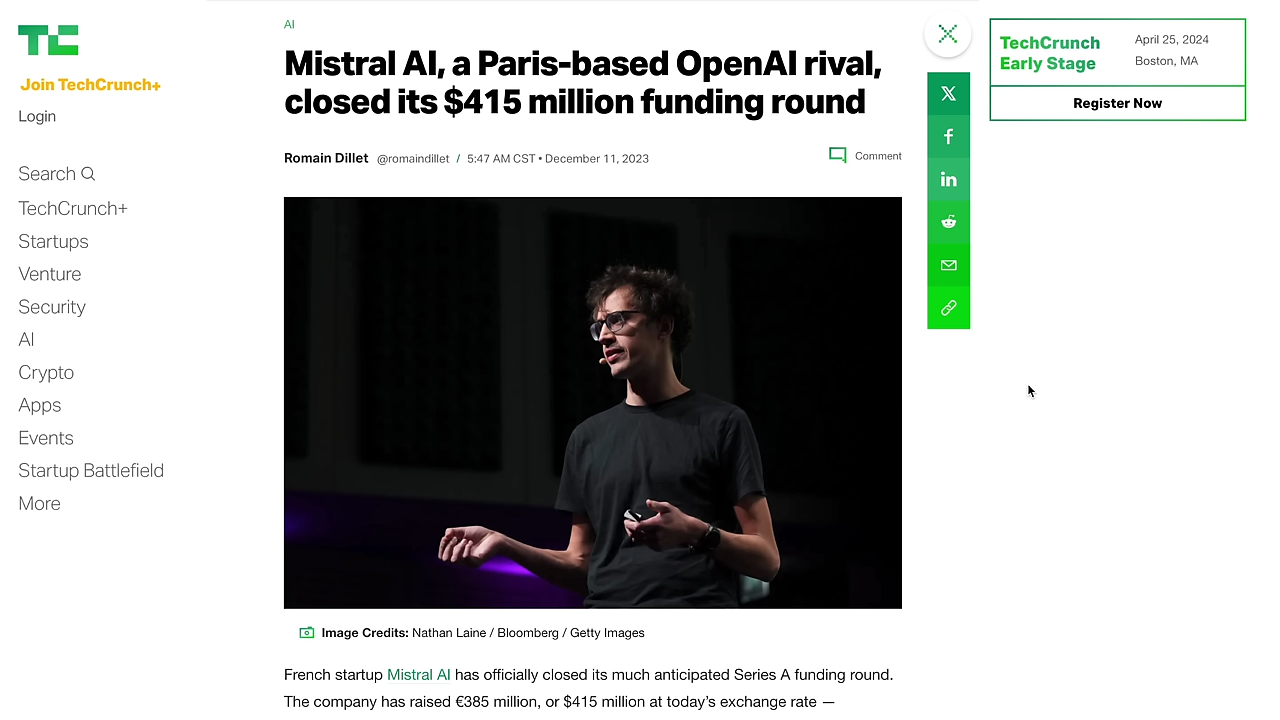 TC
Join TechCrunch+
Login
Search
TechCrunch+
Startups
Venture
Security
AI
Crypto
Apps
Events
Startup Battlefield
More
AI
Mistral AI, a Paris-based OpenAI rival,
closed its $415 million funding round
Romain Dillet @romaindillet / 5:47 AM CST • December 11, 2023
Comment
Image Credits: Nathan Laine / Bloomberg / Getty Images
French startup Mistral AI has officially closed its much anticipated Series A funding round.
The company has raised €385 million, or $415 million at today’s exchange rate —
TechCrunch
Early Stage
April 25, 2024
Boston, MA
Register Now